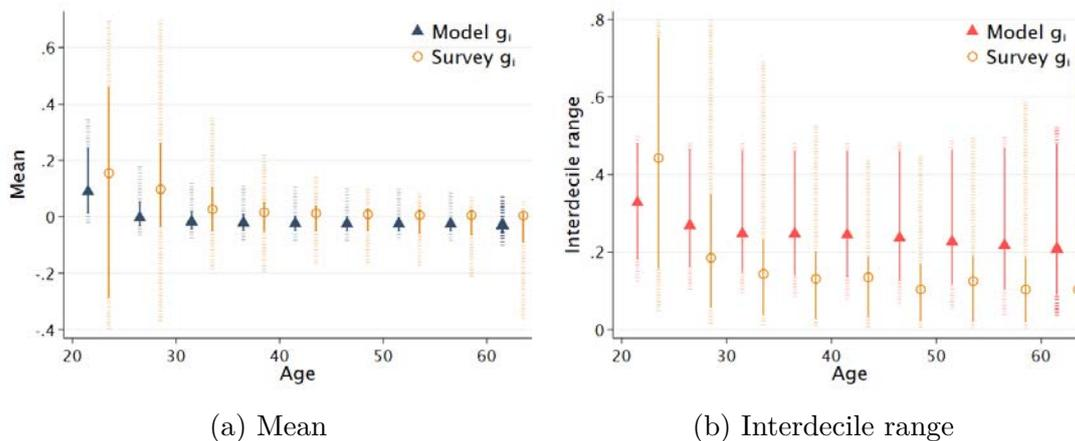 Mean
.6
.4
.2
0
-.2
-.4
20
30
40
50
60
Age
Model gᵢ
Survey gᵢ
(a) Mean
Interdecile range
.8
.6
.4
.2
0
20
30
40
50
60
Age
Model gᵢ
Survey gᵢ
(b) Interdecile range